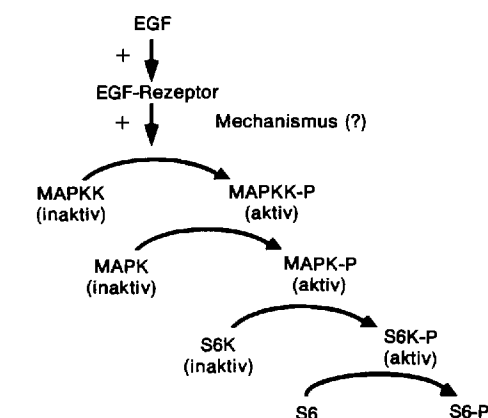 EGF
+
EGF-Rezeptor
+ Mechanismus (?)
MAPKK MAPKK-P
(inaktiv) (aktiv)
MAPK MAPK-P
(inaktiv) (aktiv)
S6K S6K-P
(inaktiv) (aktiv)
S6 S6-P